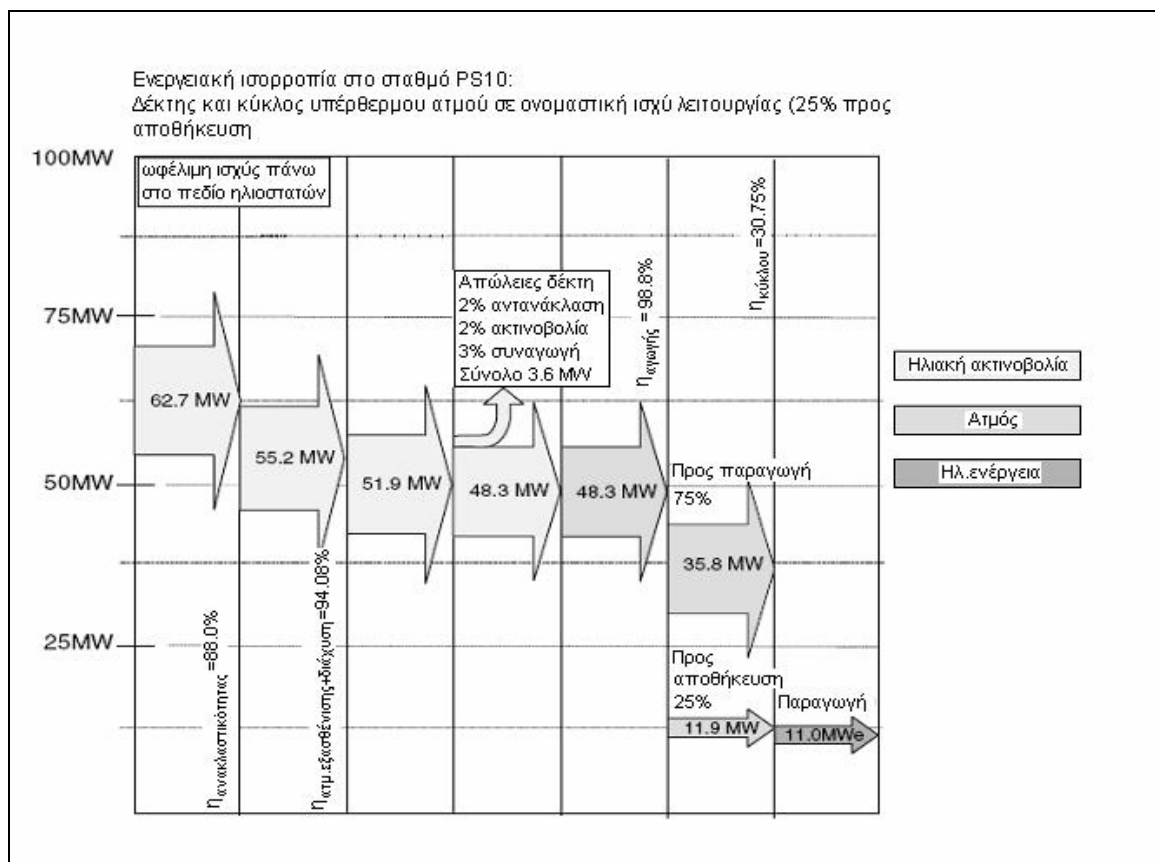 Ενεργειακή ισορροπία στο σταθμό PS10:
Δέκτης και κύκλος υπέρθερμου ατμού σε ονομαστική ισχύ λειτουργίας (25% προς
αποθήκευση
100MW
75MW
50MW
25MW
ωφέλιμη ισχύς πάνω
στο πεδίο ηλιοστατών
62.7 MW
ηανακλαστικότητας =88.0%
55.2 MW
ηατμ.εξασθένισης+διάχυση =94.08%
51.9 MW
Απώλειες δέκτη
2% αντανάκλαση
2% ακτινοβολία
3% συναγωγή
Σύνολο 3.6 MW
48.3 MW
48.3 MW
ηαγωγής = 98.8%
Προς παραγωγή
75%
35.8 MW
ηκύκλου =30.75%
Προς
αποθήκευση
25%
11.9 MW
Παραγωγή
11.0MWe
Ηλιακή ακτινοβολία
Ατμός
Ηλ.ενέργεια